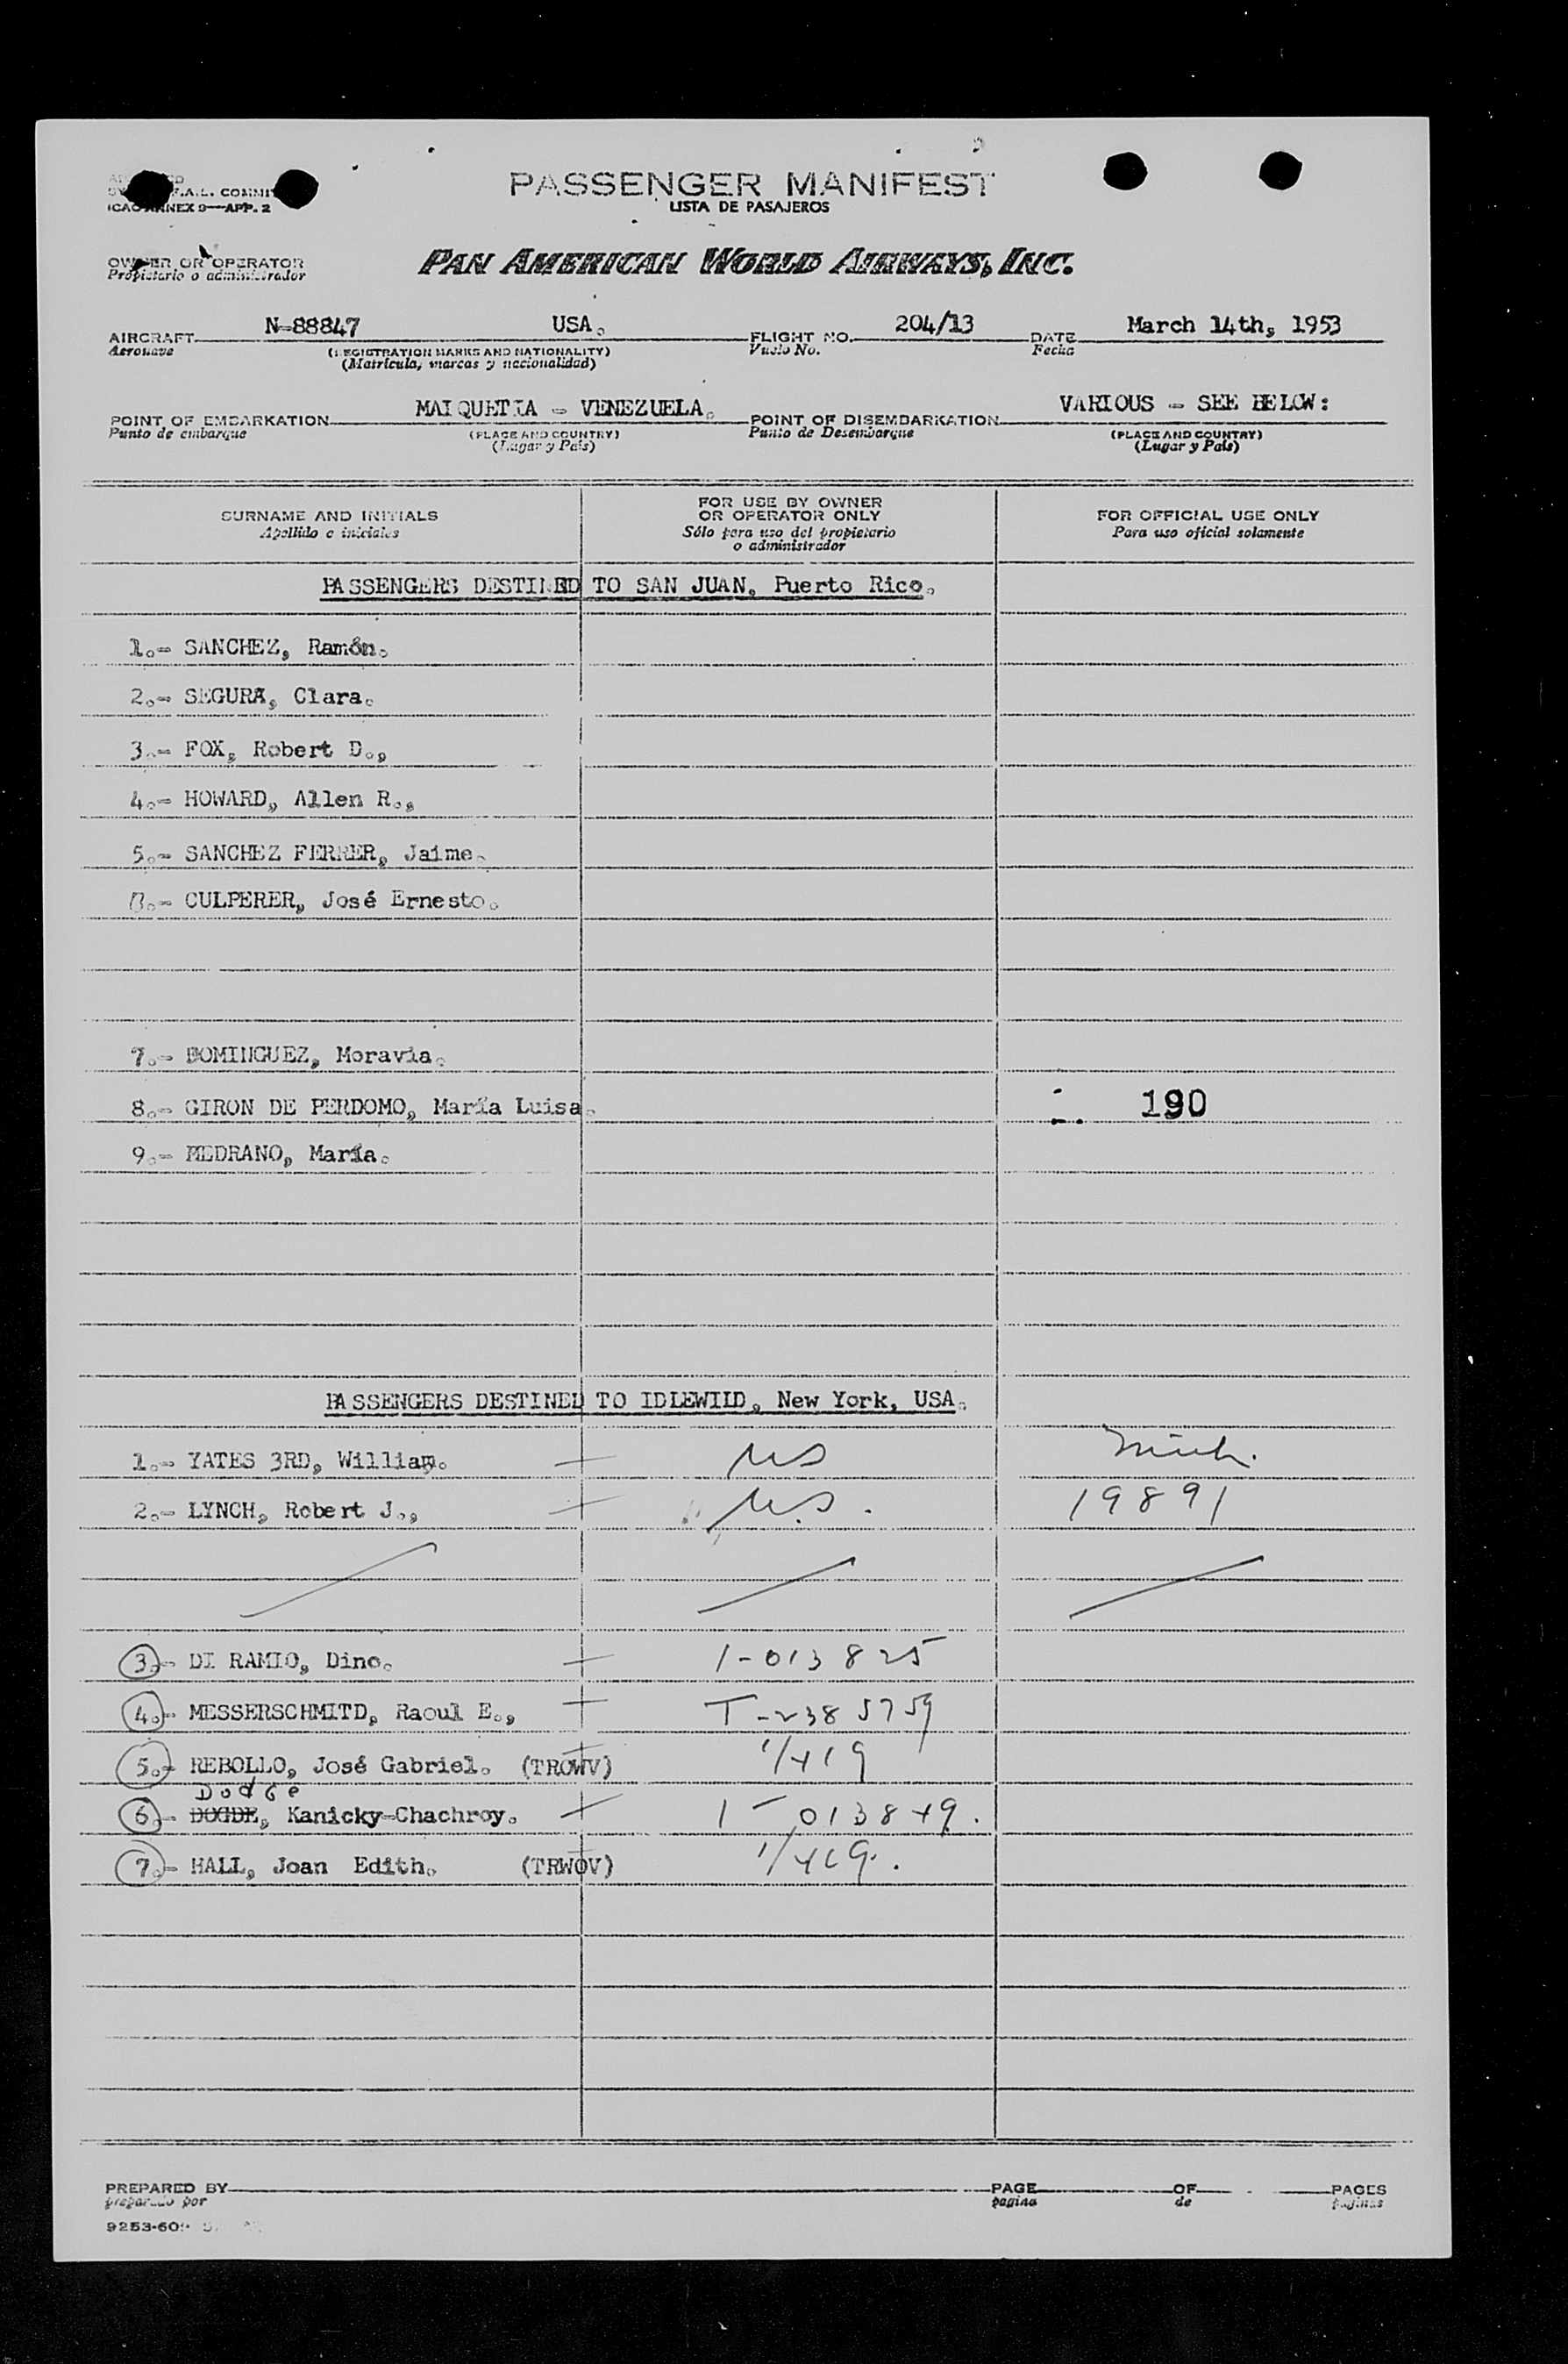 PASSENGER MANIFEST
LISTA DE PASAJEROS
F.A.L.
ICAO ANNEX 9—APP. 2
OWNER OR OPERATOR
Propietario o administrador
PAN AMERICAN WORLD AIRWAYS, INC.
AIRCRAFT N-88847 USA. FLIGHT NO. 204/13 DATE March 14th, 1953
Aeronave (REGISTRATION MARKS AND NATIONALITY) Vuelo No. Fecha
(Matrícula, marcas y nacionalidad)
POINT OF EMBARKATION MAIQUETIA - VENEZUELA. POINT OF DISEMBARKATION VARIOUS - SEE BELOW:
Punto de embarque (PLACE AND COUNTRY) Punto de Desembarque (PLACE AND COUNTRY)
(Lugar y País) (Lugar y País)
SURNAME AND INITIALS
Apellido e iniciales
FOR USE BY OWNER
OR OPERATOR ONLY
Sólo para uso del propietario
o administrador
FOR OFFICIAL USE ONLY
Para uso oficial solamente
PASSENGERS DESTINED TO SAN JUAN, Puerto Rico.
1.- SANCHEZ, Ramón.
2.- SEGURA, Clara.
3.- FOX, Robert D.,
4.- HOWARD, Allen R.,
5.- SANCHEZ FERRER, Jaime.
CULPERER, José Ernesto.
7.- DOMINGUEZ, Moravia.
8.- GIRON DE PERDOMO, María Luisa. 190
9.- MEDRANO, María.
PASSENGERS DESTINED TO IDLEWILD, New York, USA.
1.- YATES 3RD, William. US
2.- LYNCH, Robert J., U.S. 19891
3.- DI RAMIO, Dino. 1-013825
4.- MESSERSCHMITD, Raoul E., T-2385759
5.- REBOLLO, José Gabriel. (TROWV)
Dodge
6.- DOGDE, Kanicky-Chachroy. 1-013849.
7.- HALL, Joan Edith. (TRWOV)
PREPARED BY PAGE OF PAGES
preparado por pagina de paginas